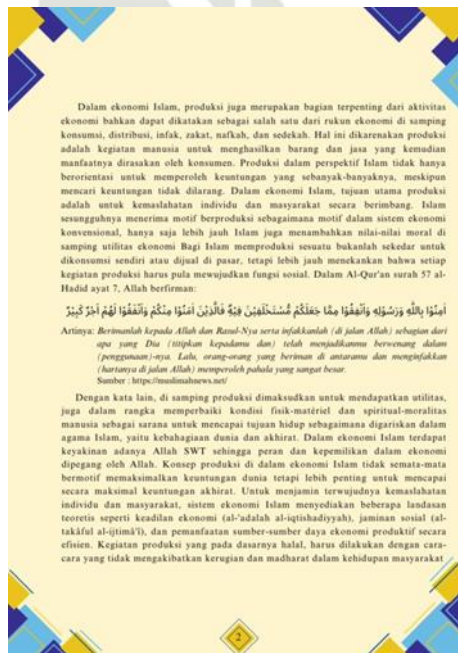 Dalam ekonomi Islam, produksi juga merupakan bagian terpenting dari aktivitas
ekonomi bahkan dapat dikatakan sebagai salah satu dari rukun ekonomi di samping
konsumsi, distribusi, infak, zakat, nafkah, dan sedekah. Hal ini dikarenakan produksi
adalah kegiatan manusia untuk menghasilkan barang dan jasa yang kemudian
manfaatnya dirasakan oleh konsumen. Produksi dalam perspektif Islam tidak hanya
berorientasi untuk memperoleh keuntungan yang sebanyak-banyaknya, meskipun
mencari keuntungan tidak dilarang. Dalam ekonomi Islam, tujuan utama produksi
adalah untuk kemaslahatan individu dan masyarakat secara berimbang. Islam
sesungguhnya menerima motif berproduksi sebagaimana motif dalam sistem ekonomi
konvensional, hanya saja lebih jauh Islam juga menambahkan nilai-nilai moral di
samping utilitas ekonomi Bagi Islam memproduksi sesuatu bukanlah sekedar untuk
dikonsumsi sendiri atau dijual di pasar, tetapi lebih jauh menekankan bahwa setiap
kegiatan produksi harus pula mewujudkan fungsi sosial. Dalam Al-Qur'an surah 57 al-
Hadid ayat 7, Allah berfirman:
اٰمِنُوْا بِاللّٰهِ وَرَسُوْلِهٖ وَاَنْفِقُوْا مِمَّا جَعَلَكُمْ مُّسْتَخْلَفِيْنَ فِيْهِۗ فَالَّذِيْنَ اٰمَنُوْا مِنْكُمْ وَاَنْفَقُوْا لَهُمْ اَجْرٌ كَبِيْرٌ
Artinya: Berimanlah kepada Allah dan Rasul-Nya serta infakkanlah (di jalan Allah) sebagian dari
apa yang Dia (titipkan kepadamu dan) telah menjadikanmu berwenang dalam
(penggunaan)-nya. Lalu, orang-orang yang beriman di antaramu dan menginfakkan
(hartanya di jalan Allah) memperoleh pahala yang sangat besar.
Sumber : https://muslimahnews.net/
Dengan kata lain, di samping produksi dimaksudkan untuk mendapatkan utilitas,
juga dalam rangka memperbaiki kondisi fisik-matériel dan spiritual-moralitas
manusia sebagai sarana untuk mencapai tujuan hidup sebagaimana digariskan dalam
agama Islam, yaitu kebahagiaan dunia dan akhirat. Dalam ekonomi Islam terdapat
keyakinan adanya Allah SWT sehingga peran dan kepemilikan dalam ekonomi
dipegang oleh Allah. Konsep produksi di dalam ekonomi Islam tidak semata-mata
bermotif memaksimalkan keuntungan dunia tetapi lebih penting untuk mencapai
secara maksimal keuntungan akhirat. Untuk menjamin terwujudnya kemaslahatan
individu dan masyarakat, sistem ekonomi Islam menyediakan beberapa landasan
teoretis seperti keadilan ekonomi (al-'adalah al-iqtishadiyyah), jaminan sosial (al-
takâful al-ijtimâ'î), dan pemanfaatan sumber-sumber daya ekonomi produktif secara
efisien. Kegiatan produksi yang pada dasarnya halal, harus dilakukan dengan cara-
cara yang tidak mengakibatkan kerugian dan madharat dalam kehidupan masyarakat
2